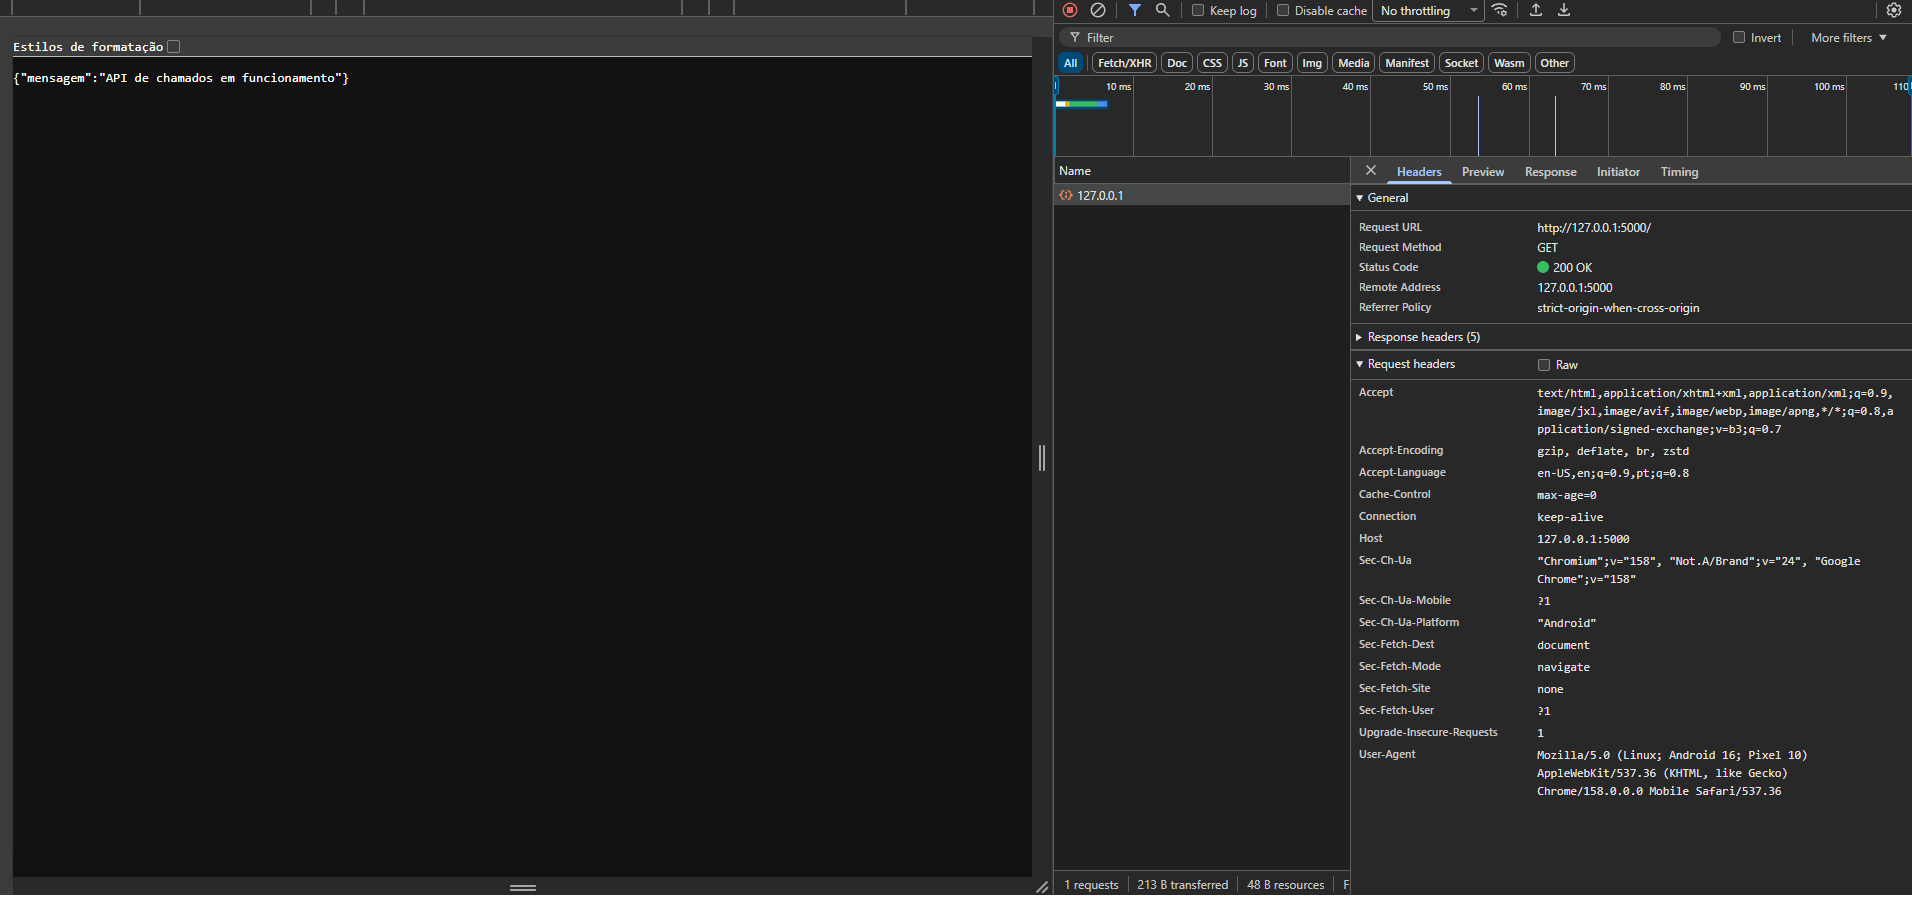 Keep log
Disable cache
No throttling
Filter
Invert
More filters
All
Fetch/XHR
Doc
CSS
JS
Font
Img
Media
Manifest
Socket
Wasm
Other
Estilos de formatação
{"mensagem":"API de chamados em funcionamento"}
10 ms
20 ms
30 ms
40 ms
50 ms
60 ms
70 ms
80 ms
90 ms
100 ms
110
Name
127.0.0.1
Headers
Preview
Response
Initiator
Timing
General
Request URL
http://127.0.0.1:5000/
Request Method
GET
Status Code
200 OK
Remote Address
127.0.0.1:5000
Referrer Policy
strict-origin-when-cross-origin
Response headers (5)
Request headers
Raw
Accept
text/html,application/xhtml+xml,application/xml;q=0.9,
image/jxl,image/avif,image/webp,image/apng,*/*;q=0.8,a
pplication/signed-exchange;v=b3;q=0.7
Accept-Encoding
gzip, deflate, br, zstd
Accept-Language
en-US,en;q=0.9,pt;q=0.8
Cache-Control
max-age=0
Connection
keep-alive
Host
127.0.0.1:5000
Sec-Ch-Ua
"Chromium";v="158", "Not.A/Brand";v="24", "Google
Chrome";v="158"
Sec-Ch-Ua-Mobile
?1
Sec-Ch-Ua-Platform
"Android"
Sec-Fetch-Dest
document
Sec-Fetch-Mode
navigate
Sec-Fetch-Site
none
Sec-Fetch-User
?1
Upgrade-Insecure-Requests
1
User-Agent
Mozilla/5.0 (Linux; Android 16; Pixel 10)
AppleWebKit/537.36 (KHTML, like Gecko)
Chrome/158.0.0.0 Mobile Safari/537.36
1 requests
213 B transferred
48 B resources
F